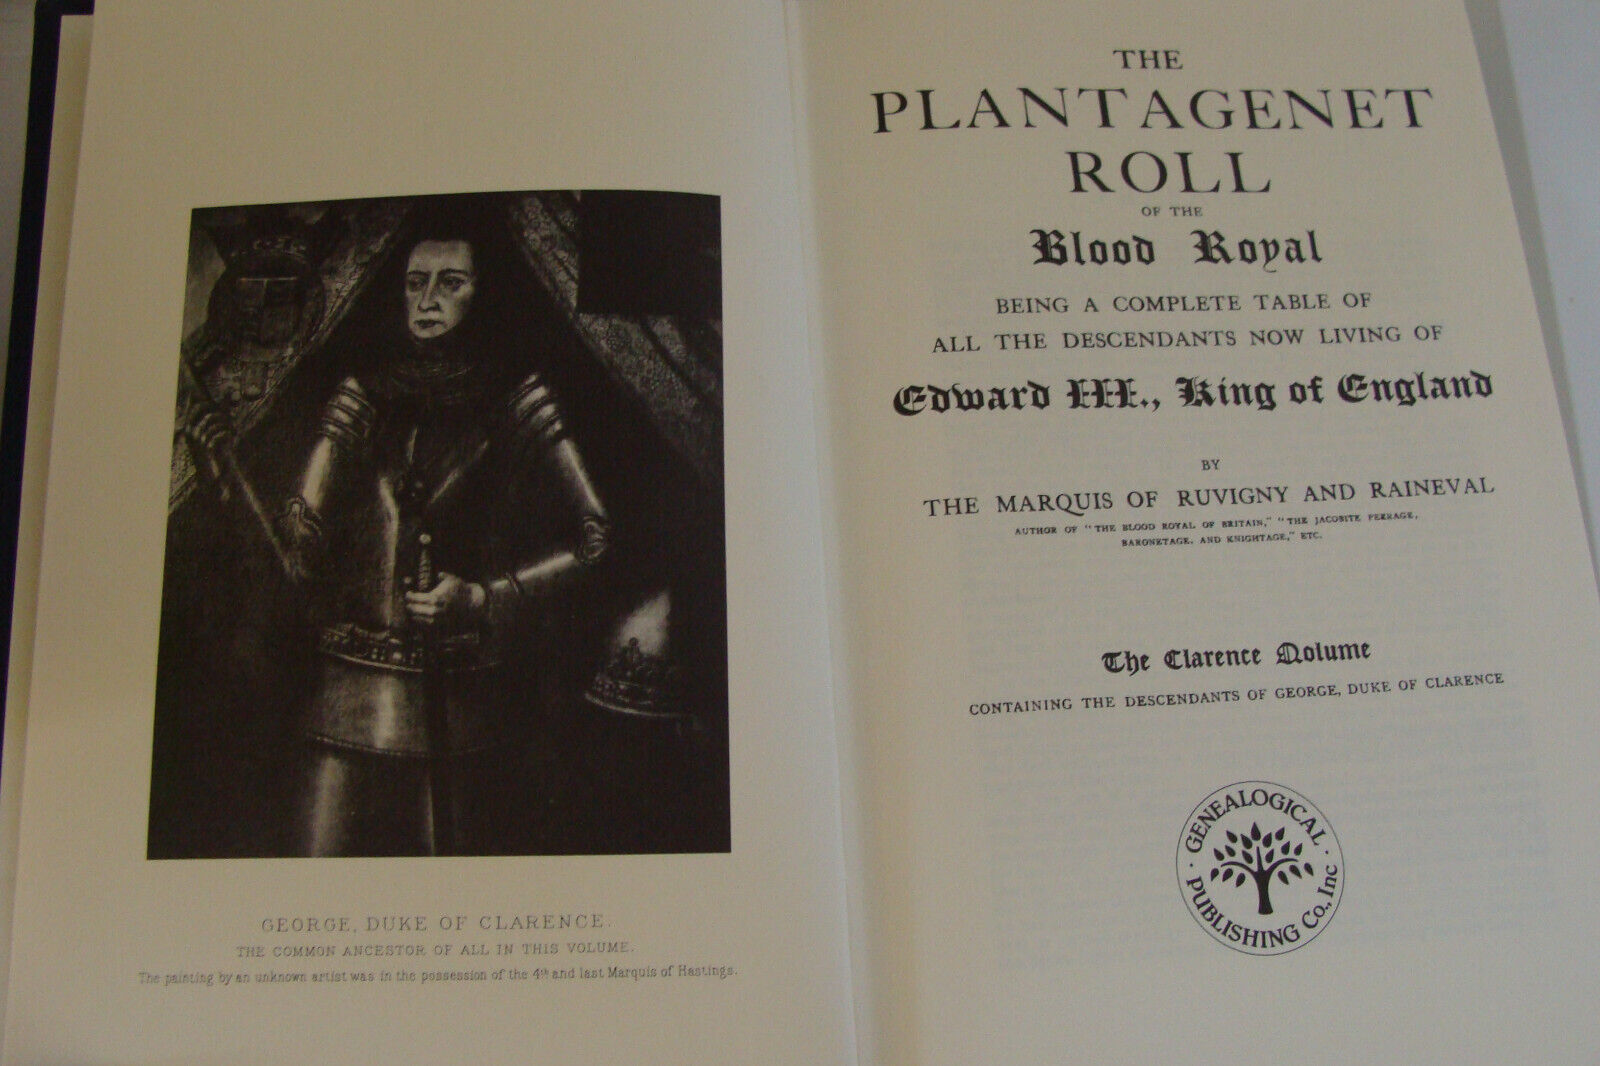 GEORGE, DUKE OF CLARENCE.
THE COMMON ANCESTOR OF ALL IN THIS VOLUME.
The painting by an unknown artist was in the possession of the 4th and last Marquis of Hastings.
THE
PLANTAGENET
ROLL
OF THE
Blood Royal
BEING A COMPLETE TABLE OF
ALL THE DESCENDANTS NOW LIVING OF
Edward III., King of England
BY
THE MARQUIS OF RUVIGNY AND RAINEVAL
AUTHOR OF "THE BLOOD ROYAL OF BRITAIN," "THE JACOBITE PEERAGE,
BARONETAGE, AND KNIGHTAGE," ETC.
The Clarence Volume
CONTAINING THE DESCENDANTS OF GEORGE, DUKE OF CLARENCE
· GENEALOGICAL ·
PUBLISHING Co., Inc